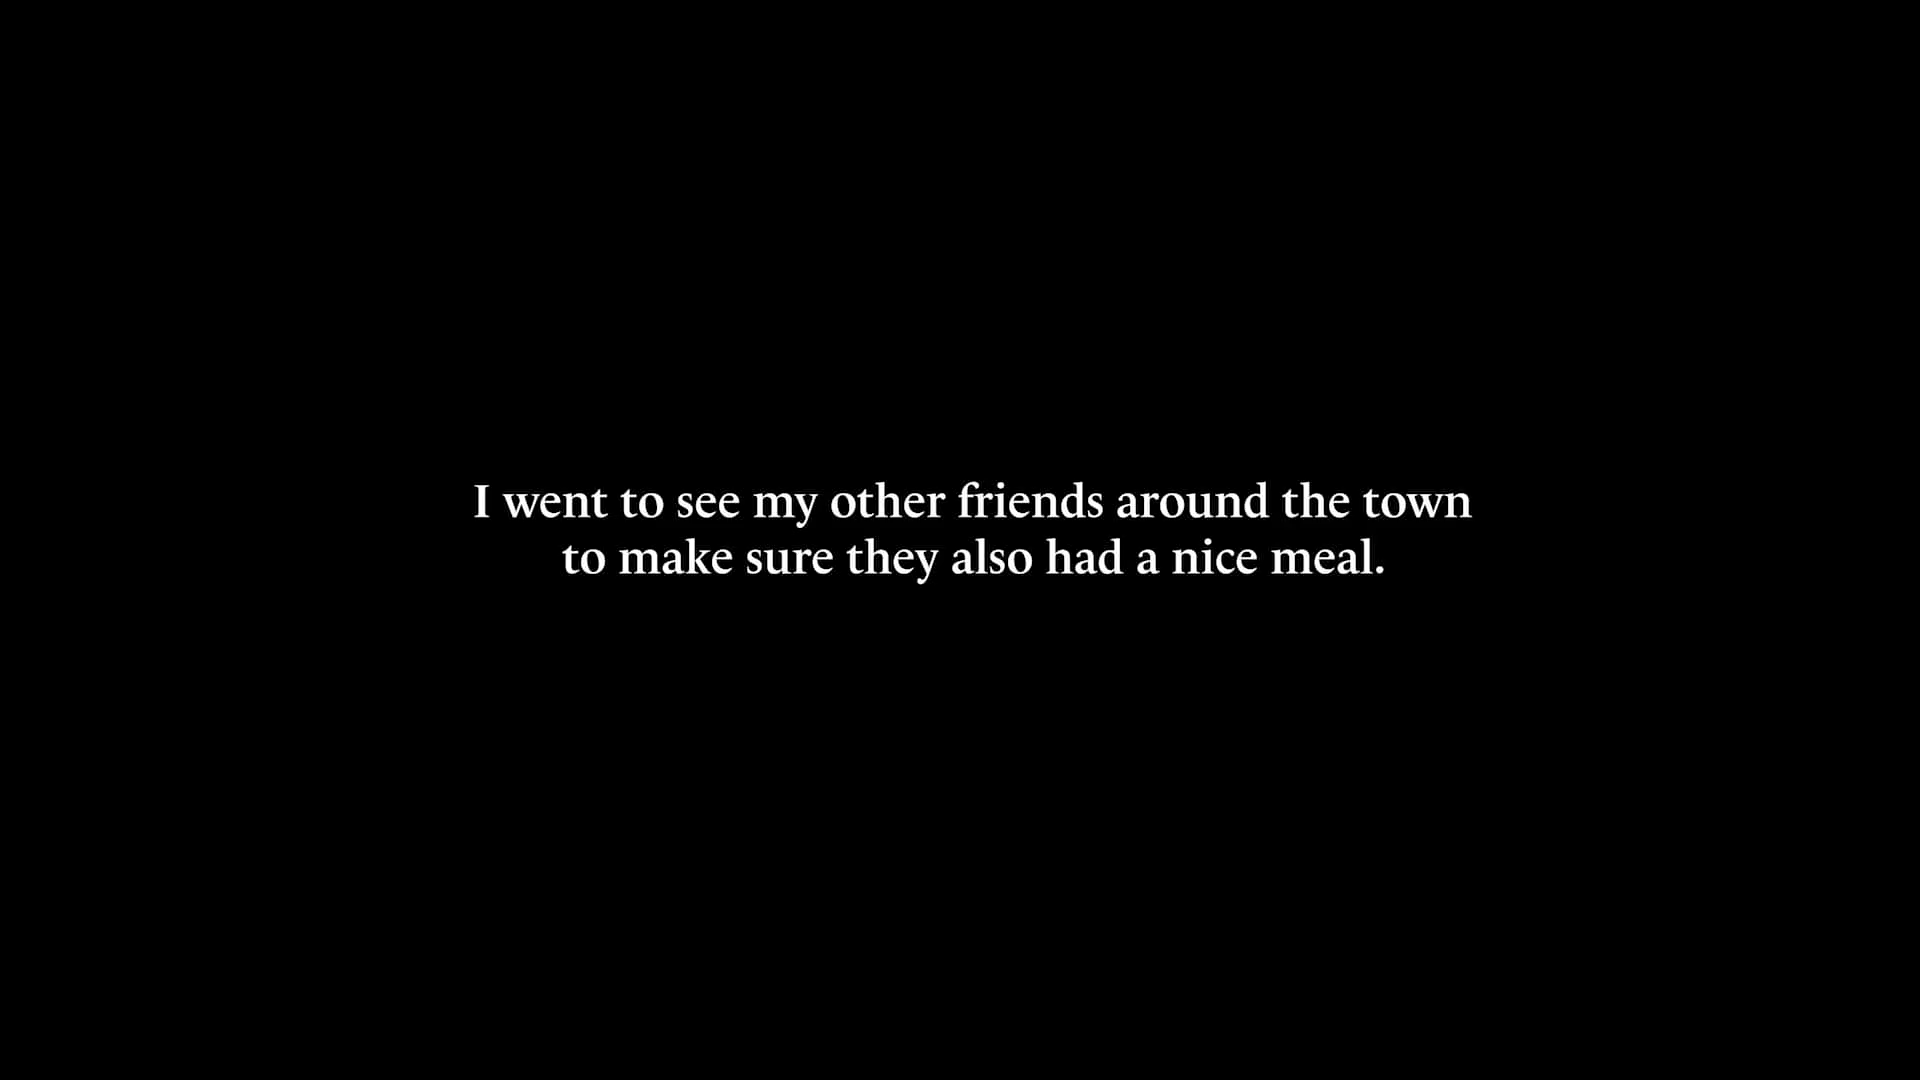 I went to see my other friends around the town
to make sure they also had a nice meal.